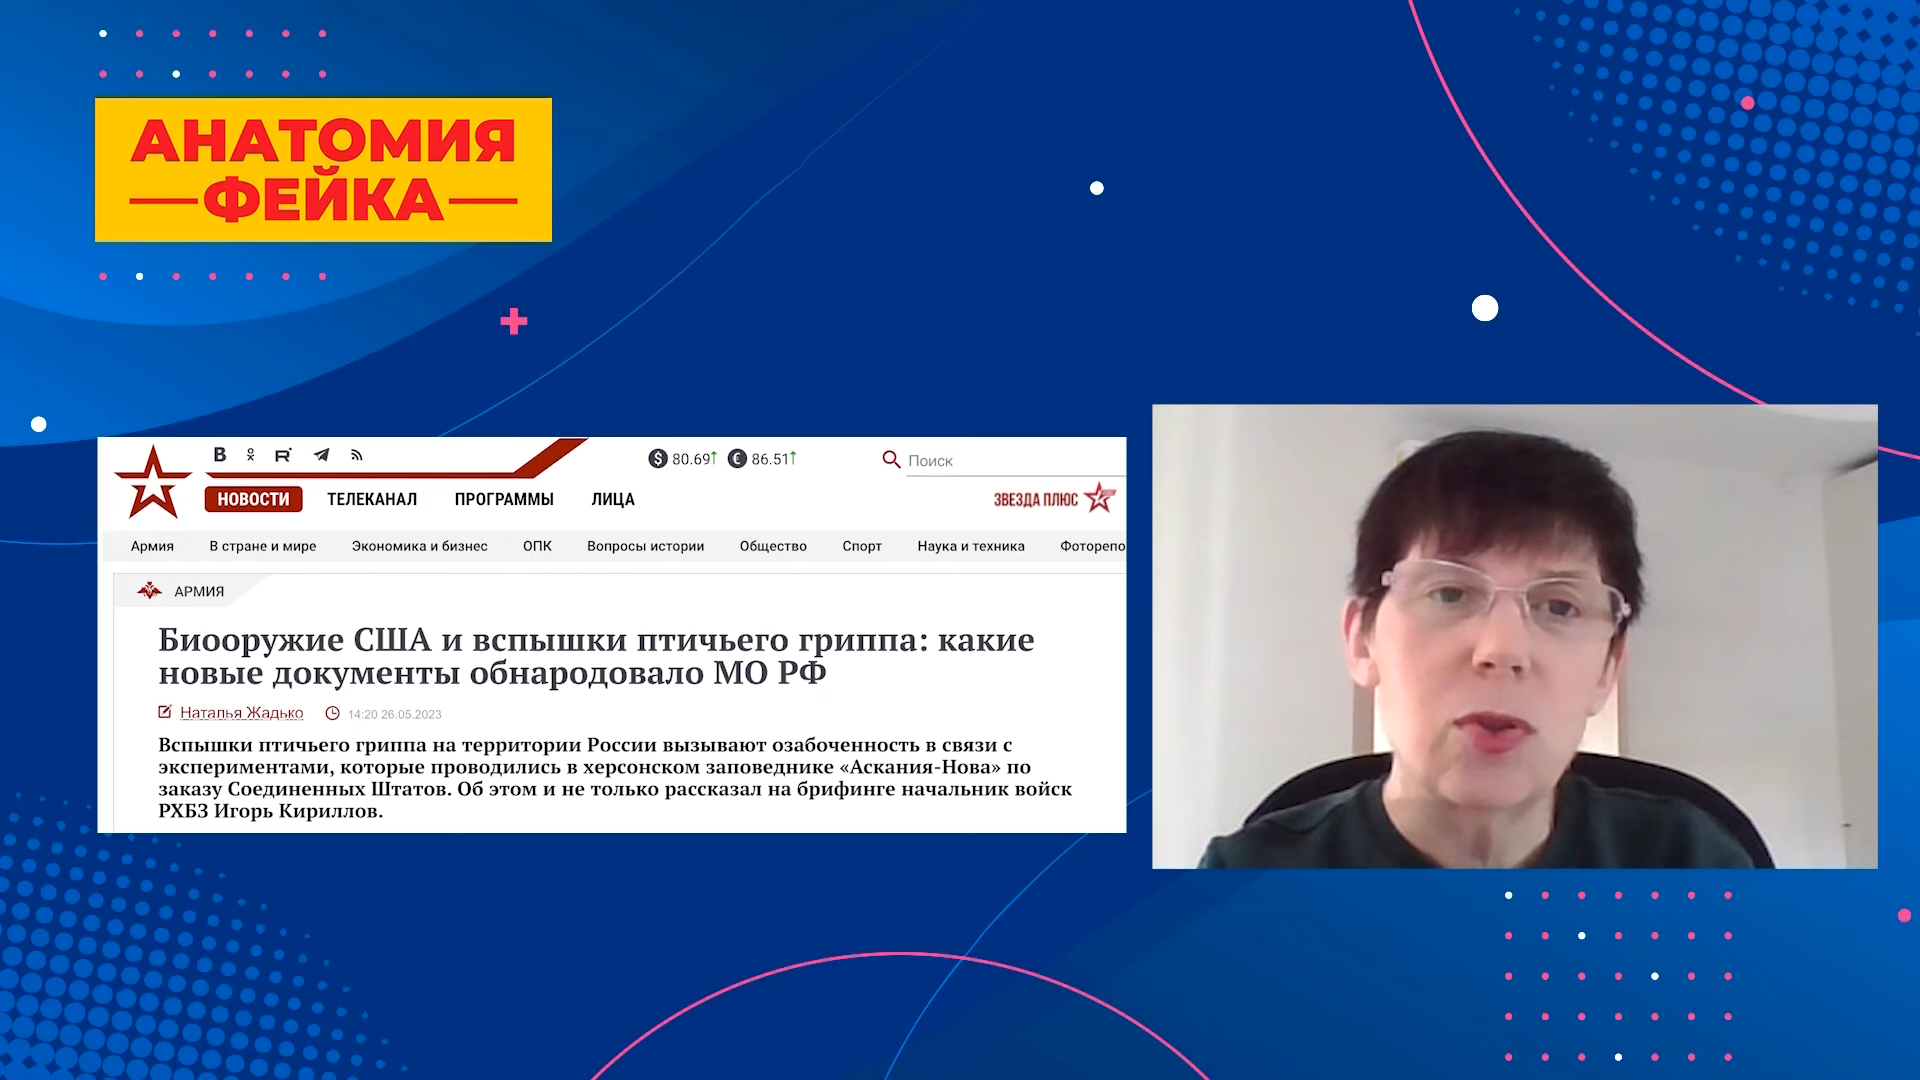 АНАТОМИЯ
ФЕЙКА
80.69
86.51
Поиск
НОВОСТИ
ТЕЛЕКАНАЛ
ПРОГРАММЫ
ЛИЦА
ЗВЕЗДА ПЛЮС
Армия
В стране и мире
Экономика и бизнес
ОПК
Вопросы истории
Общество
Спорт
Наука и техника
Фоторепо
АРМИЯ
Биооружие США и вспышки птичьего гриппа: какие
новые документы обнародовало МО РФ
Наталья Жадько
14:20 26.05.2023
Вспышки птичьего гриппа на территории России вызывают озабоченность в связи с
экспериментами, которые проводились в херсонском заповеднике «Аскания-Нова» по
заказу Соединенных Штатов. Об этом и не только рассказал на брифинге начальник войск
РХБЗ Игорь Кириллов.